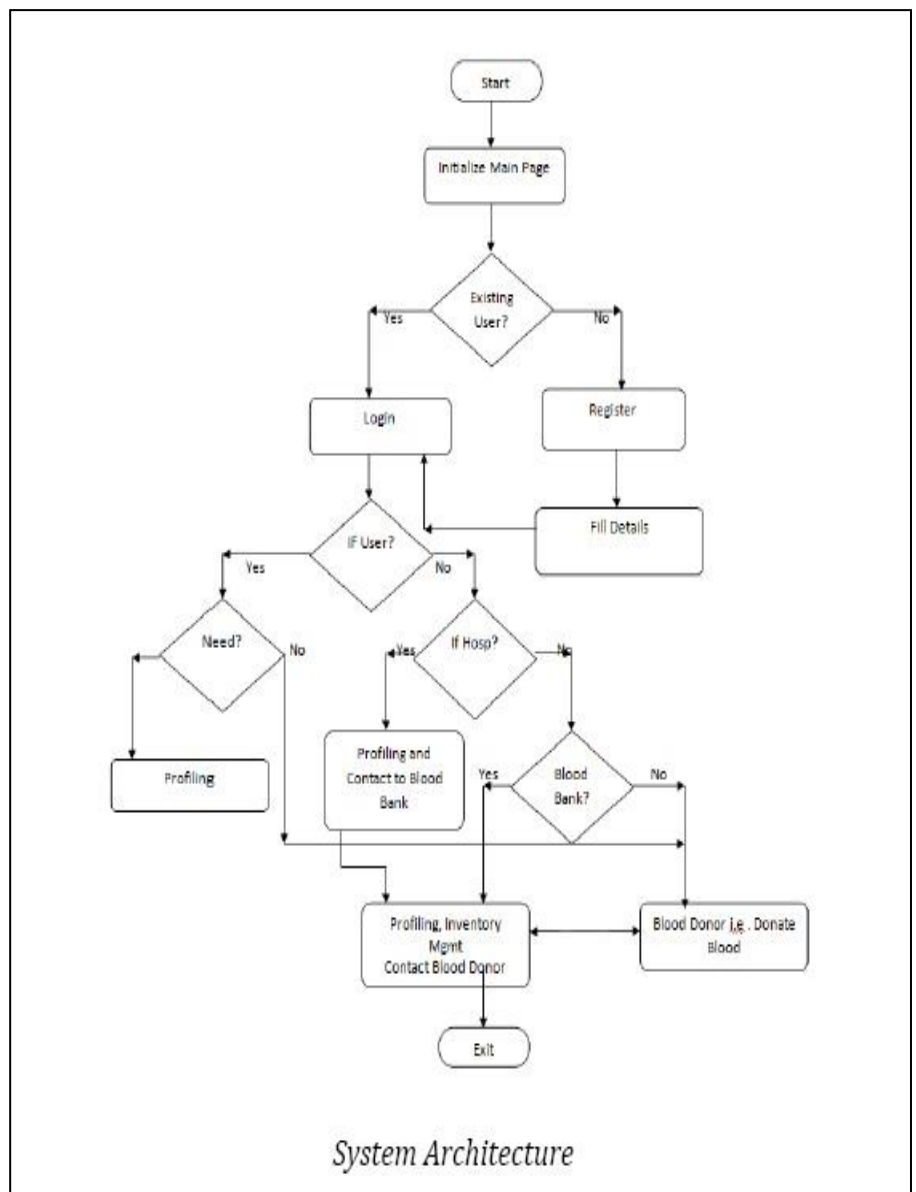 Start
Initialize Main Page
Existing
User?
Yes
No
Login
Register
Fill Details
IF User?
Yes
No
Need?
No
If Hosp?
Yes
No
Profiling
Profiling and
Contact to Blood
Bank
Blood
Bank?
Yes
No
Profiling, Inventory
Mgmt
Contact Blood Donor
Blood Donor i.e . Donate
Blood
Exit
System Architecture